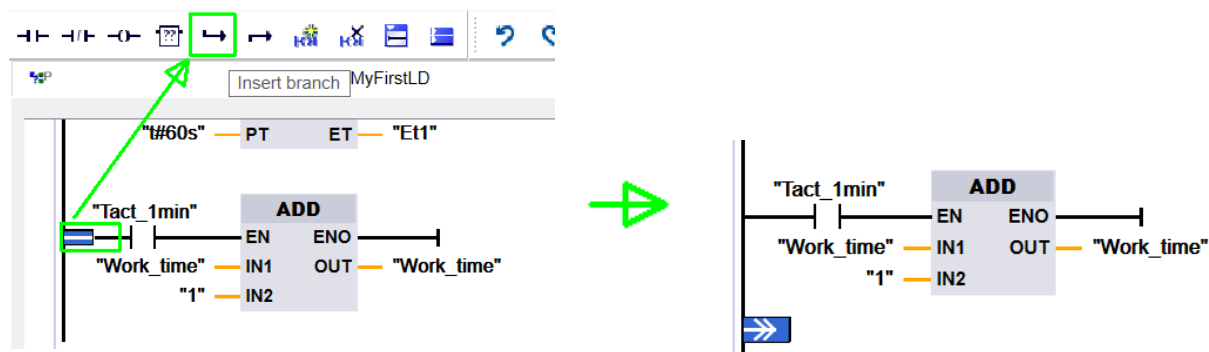 ??
Insert branch
MyFirstLD
"t#60s" PT ET "Et1"
"Tact_1min" ADD
EN ENO
"Work_time" IN1 OUT "Work_time"
"1" IN2
"Tact_1min" ADD
EN ENO
"Work_time" IN1 OUT "Work_time"
"1" IN2